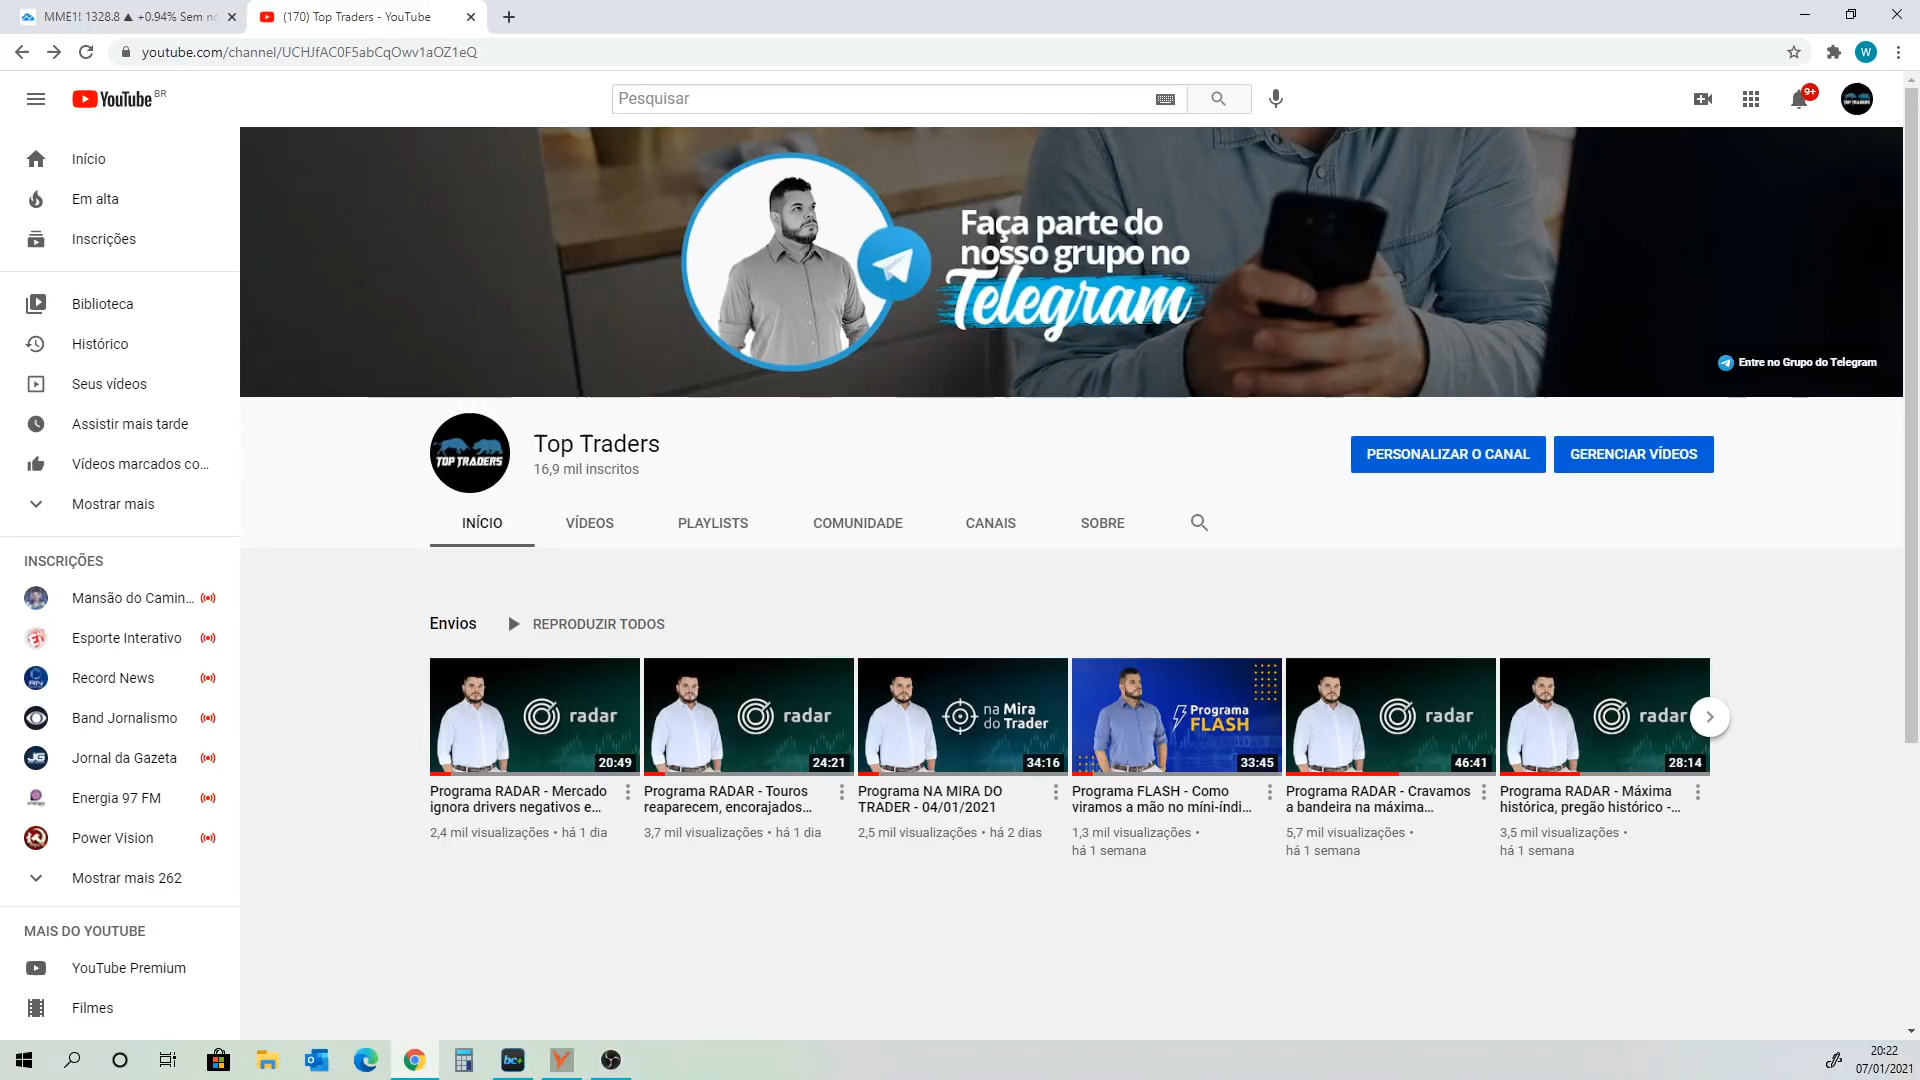 MME1! 1328.8 ▲ +0.94% Sem no
(170) Top Traders - YouTube
youtube.com/channel/UCHJfAC0F5abCqOwv1aOZ1eQ
W
YouTube BR
Pesquisar
9+
TOP TRADERS
Início
Em alta
Inscrições
Biblioteca
Histórico
Seus vídeos
Assistir mais tarde
Vídeos marcados co...
Mostrar mais
INSCRIÇÕES
Mansão do Camin...
Esporte Interativo
Record News
Band Jornalismo
Jornal da Gazeta
Energia 97 FM
Power Vision
Mostrar mais 262
MAIS DO YOUTUBE
YouTube Premium
Filmes
Faça parte do
nosso grupo no
Telegram
Entre no Grupo do Telegram
TOP TRADERS
Top Traders
16,9 mil inscritos
PERSONALIZAR O CANAL
GERENCIAR VÍDEOS
INÍCIO
VÍDEOS
PLAYLISTS
COMUNIDADE
CANAIS
SOBRE
Envios
REPRODUZIR TODOS
radar
20:49
Programa RADAR - Mercado
ignora drivers negativos e...
2,4 mil visualizações • há 1 dia
radar
24:21
Programa RADAR - Touros
reaparecem, encorajados...
3,7 mil visualizações • há 1 dia
na Mira
do Trader
34:16
Programa NA MIRA DO
TRADER - 04/01/2021
2,5 mil visualizações • há 2 dias
Programa
FLASH
33:45
Programa FLASH - Como
viramos a mão no míni-índi...
1,3 mil visualizações •
há 1 semana
radar
46:41
Programa RADAR - Cravamos
a bandeira na máxima...
5,7 mil visualizações •
há 1 semana
radar
28:14
Programa RADAR - Máxima
histórica, pregão histórico -...
3,5 mil visualizações •
há 1 semana
bc+
20:22
07/01/2021